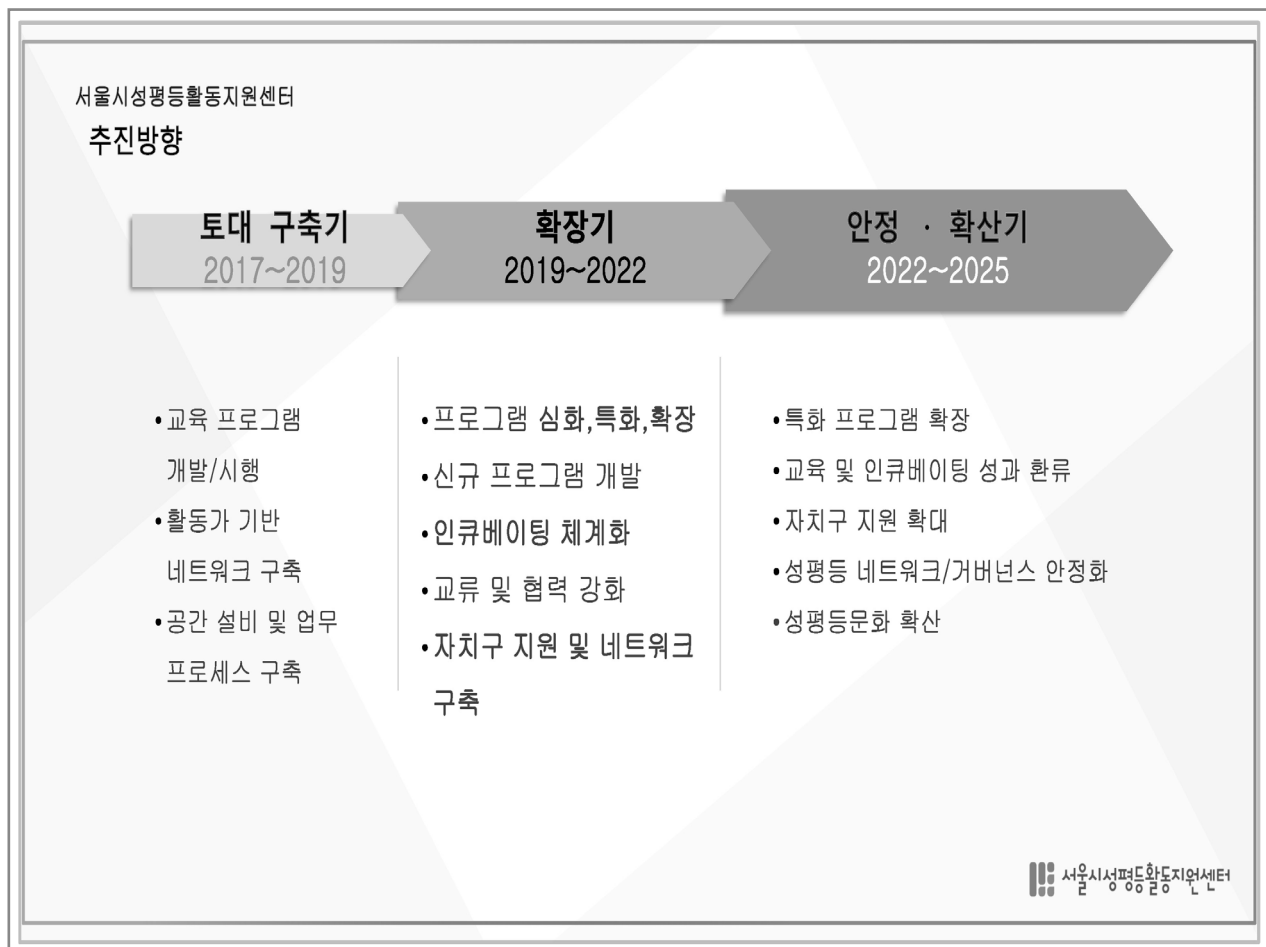 서울시성평등활동지원센터
추진방향
토대 구축기
2017~2019
확장기
2019~2022
안정 · 확산기
2022~2025
•교육 프로그램
개발/시행
•활동가 기반
네트워크 구축
•공간 설비 및 업무
프로세스 구축
•프로그램 심화,특화,확장
•신규 프로그램 개발
•인큐베이팅 체계화
•교류 및 협력 강화
•자치구 지원 및 네트워크
구축
•특화 프로그램 확장
•교육 및 인큐베이팅 성과 환류
•자치구 지원 확대
•성평등 네트워크/거버넌스 안정화
•성평등문화 확산
서울시성평등활동지원센터